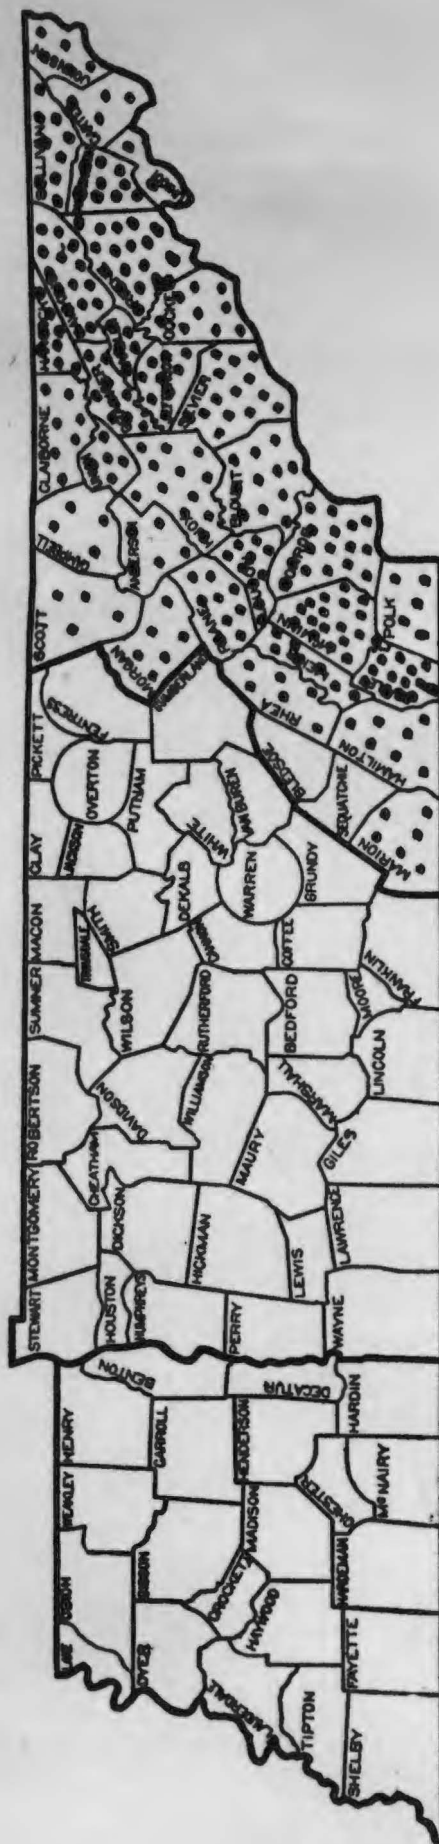 JOHNSON
CARTER
SULLIVAN
GREENE
COCKE
SEVIER
JEFFERSON
HANCOCK
CLAIBORNE
UNION
GRAINGER
CAMPBELL
ANDERSON
KNOX
BLOUNT
SCOTT
MORGAN
ROANE
LOUDON
MONROE
CUMBERLAND
RHEA
MEIGS
McMINN
POLK
BRADLEY
HAMILTON
PICKETT
FENTRESS
OVERTON
PUTNAM
WHITE
VAN BUREN
BLEDSOE
SEQUATCHIE
MARION
CLAY
JACKSON
DEKALB
WARREN
GRUNDY
MACON
SMITH
TROUSDALE
CANNON
COFFEE
FRANKLIN
SUMNER
WILSON
RUTHERFORD
BEDFORD
MOORE
LINCOLN
MARSHALL
ROBERTSON
DAVIDSON
WILLIAMSON
CHEATHAM
MAURY
GILES
MONTGOMERY
DICKSON
HICKMAN
LEWIS
LAWRENCE
STEWART
HOUSTON
HUMPHREYS
PERRY
WAYNE
BENTON
DECATUR
HARDIN
HENRY
CARROLL
HENDERSON
CHESTER
McNAIRY
WEAKLEY
GIBSON
MADISON
HARDEMAN
OBION
CROCKETT
HAYWOOD
FAYETTE
LAKE
DYER
LAUDERDALE
TIPTON
SHELBY